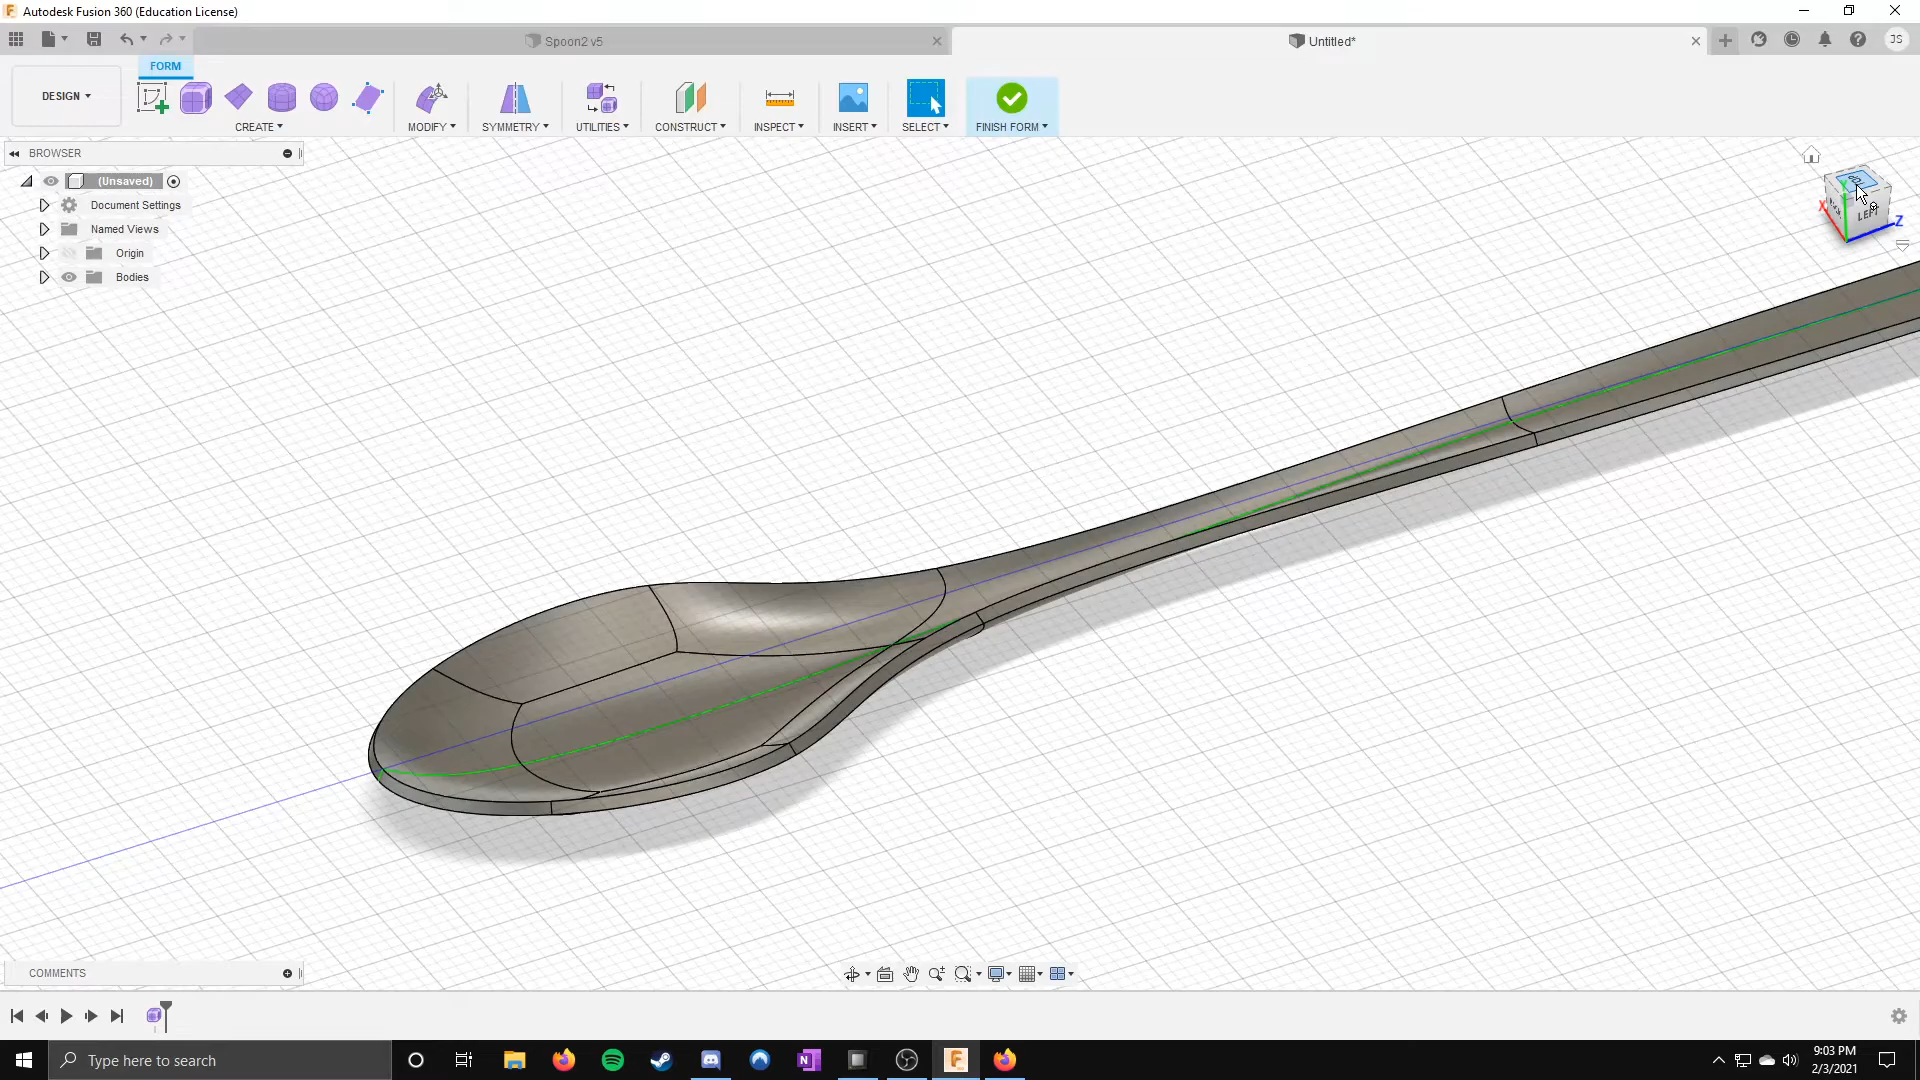 Autodesk Fusion 360 (Education License)
Spoon2 v5
Untitled*
JS
FORM
DESIGN
CREATE
MODIFY
SYMMETRY
UTILITIES
CONSTRUCT
INSPECT
INSERT
SELECT
FINISH FORM
BROWSER
(Unsaved)
Document Settings
Named Views
Origin
Bodies
TOP
LEFT
X
Y
Z
COMMENTS
Type here to search
9:03 PM
2/3/2021